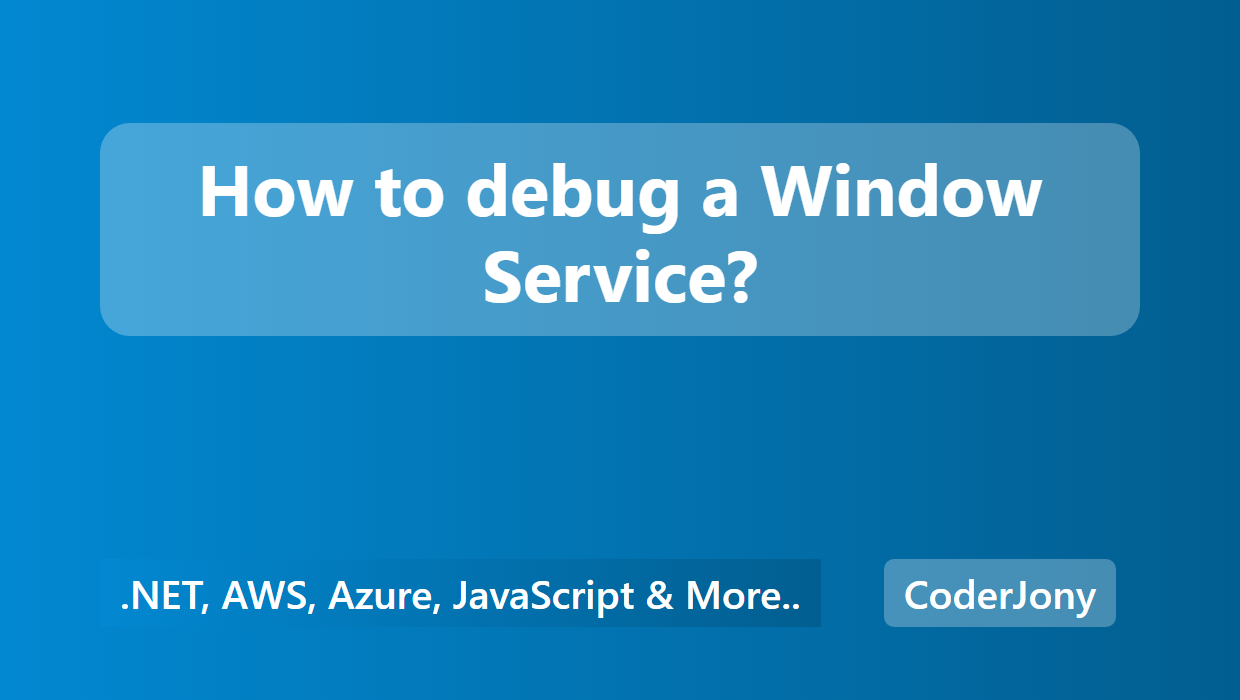 How to debug a Window
Service?
.NET, AWS, Azure, JavaScript & More..
CoderJony